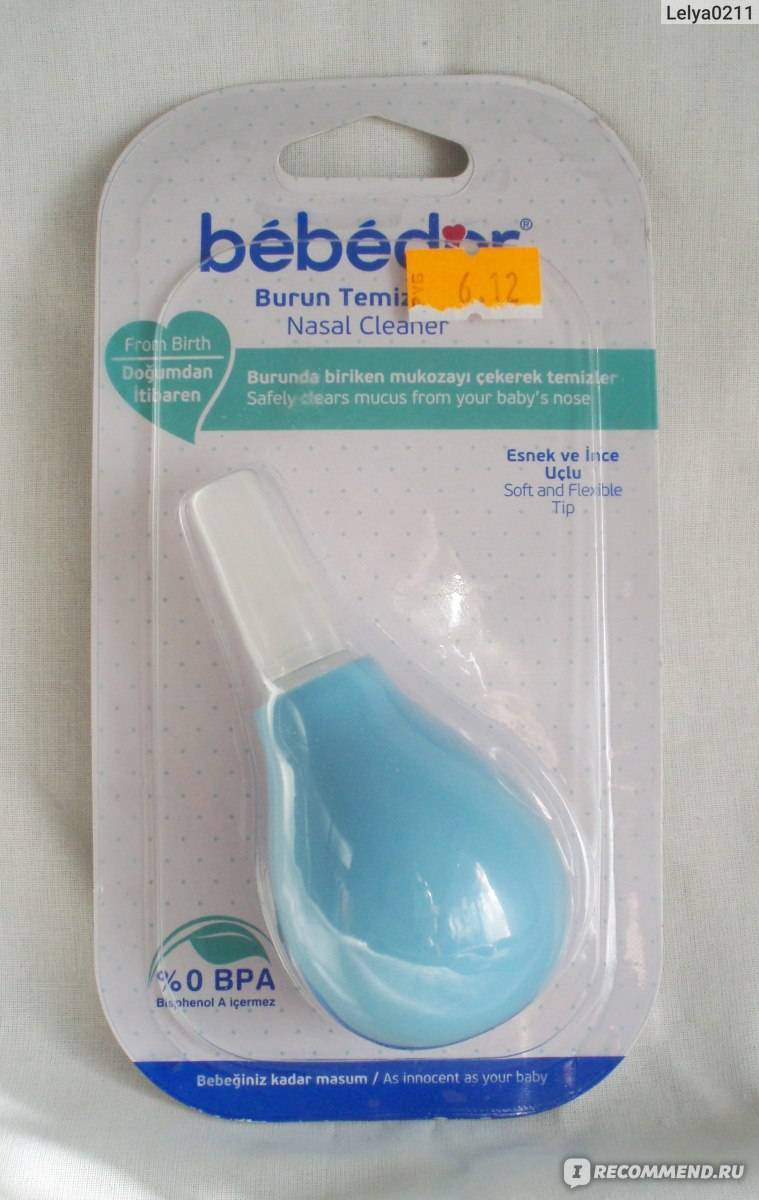 Lelya0211
bébéd'or®
6.12
Burun
Nasal Cleaner
From Birth
Doğumdan
İtibaren
Burunda biriken mukozayı çekerek temizler
Safely clears mucus from your baby's nose
Esnek ve İnce
Uçlu
Soft and Flexible
Tip
%0 BPA
Bisphenol A içermez
Bebeğiniz kadar masum / As innocent as your baby
I RECOMMEND.RU